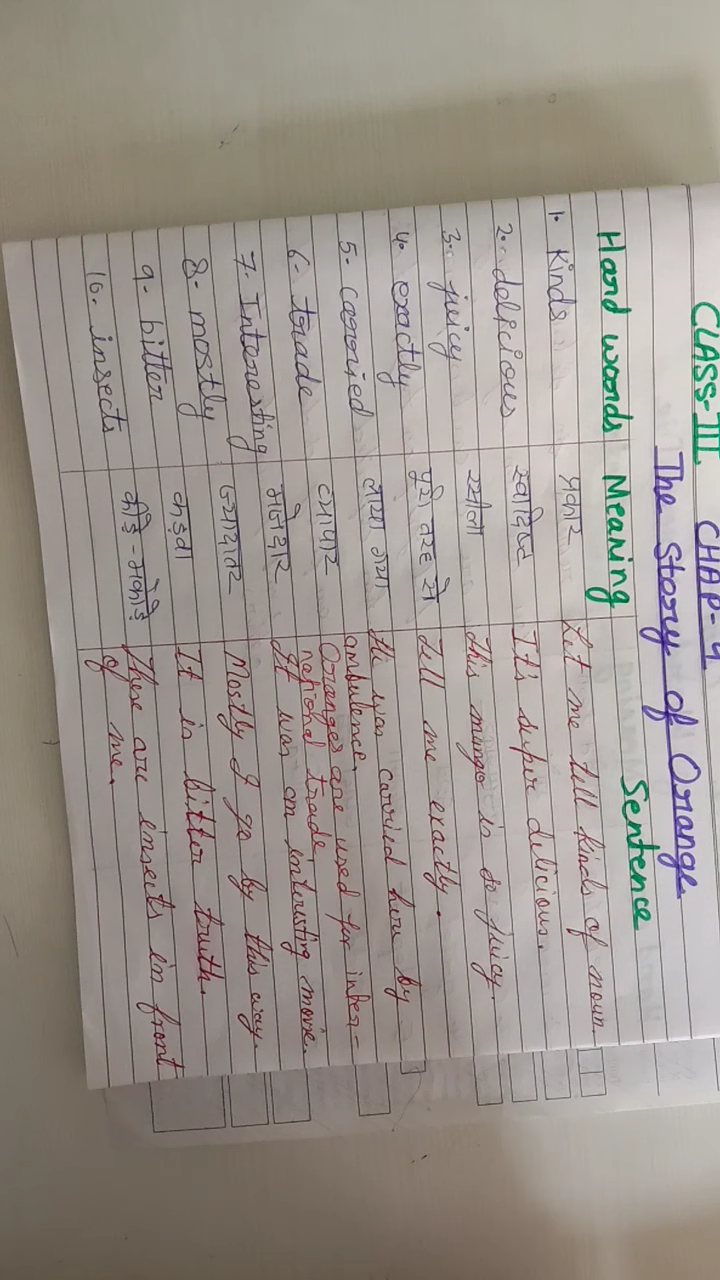 CLASS-III CHAP-4
The Story of Orange
Hard words Meaning Sentence
1. Kinds प्रकार Let me tell kinds of noun.
2. delicious स्वादिष्ट It's super delicious.
3. juicy रसीला This mango is so juicy.
4. exactly पूरी तरह से Tell me exactly.
5. carried लाया गया He was carried here by
ambulence.
6. trade व्यापार Oranges are used for inter-
national trade.
7. Interesting मजेदार It was an interesting movie.
8. mostly ज्यादातर Mostly I go by this way.
9. bitter कड़वा It is bitter truth.
10. insects कीड़े-मकोड़े There are insects in front
of me.